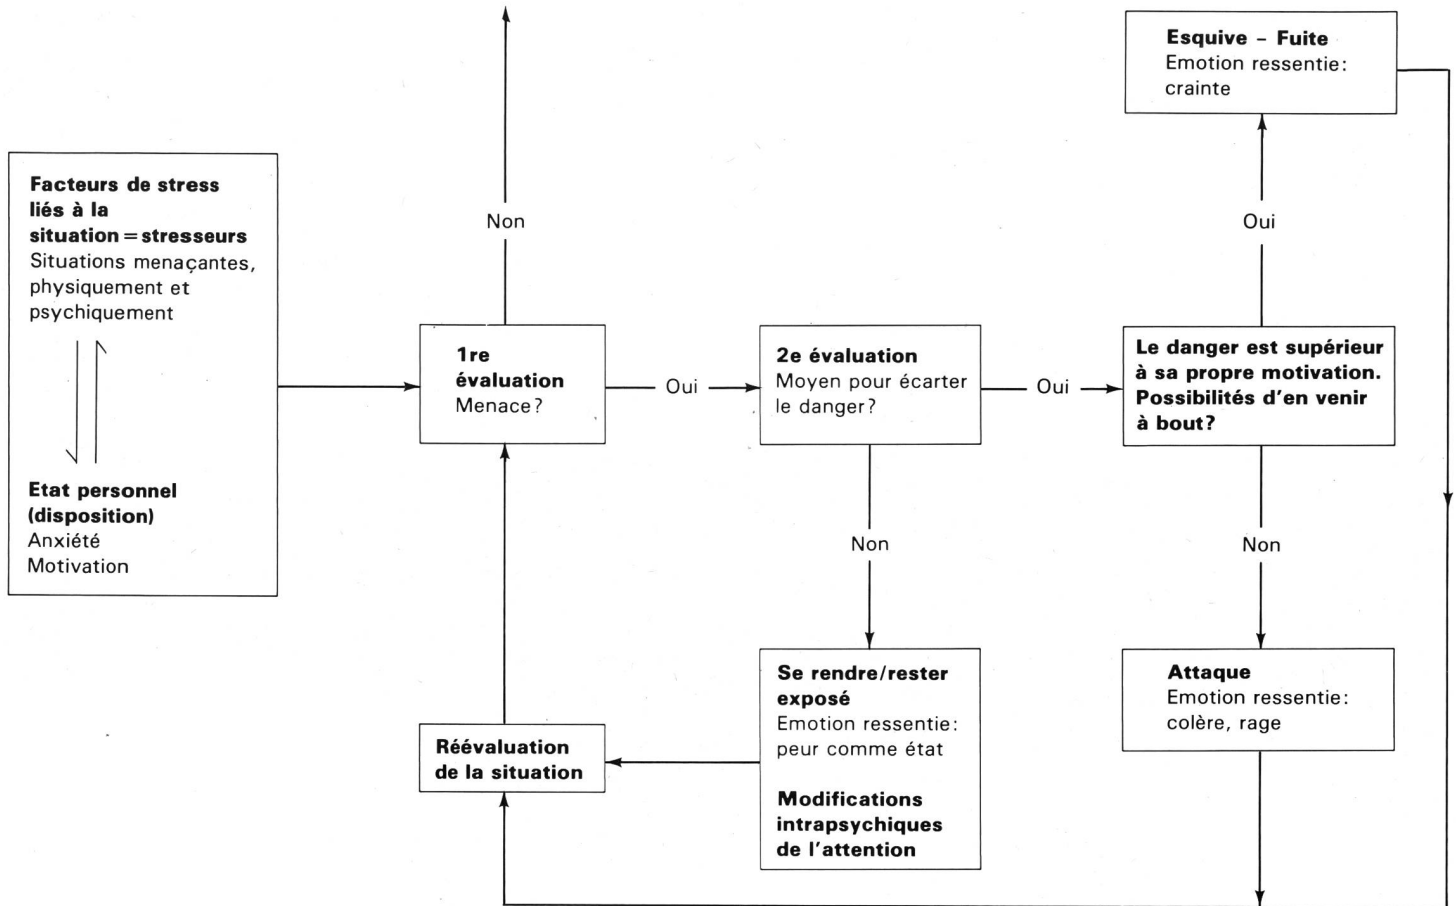 Facteurs de stress
liés à la
situation = stresseurs
Situations menaçantes,
physiquement et
psychiquement
Etat personnel
(disposition)
Anxiété
Motivation
Non
1re
évaluation
Menace?
Oui
2e évaluation
Moyen pour écarter
le danger?
Oui
Le danger est supérieur
à sa propre motivation.
Possibilités d'en venir
à bout?
Oui
Esquive – Fuite
Emotion ressentie:
crainte
Non
Attaque
Emotion ressentie:
colère, rage
Non
Se rendre/rester
exposé
Emotion ressentie:
peur comme état
Modifications
intrapsychiques
de l'attention
Réévaluation
de la situation